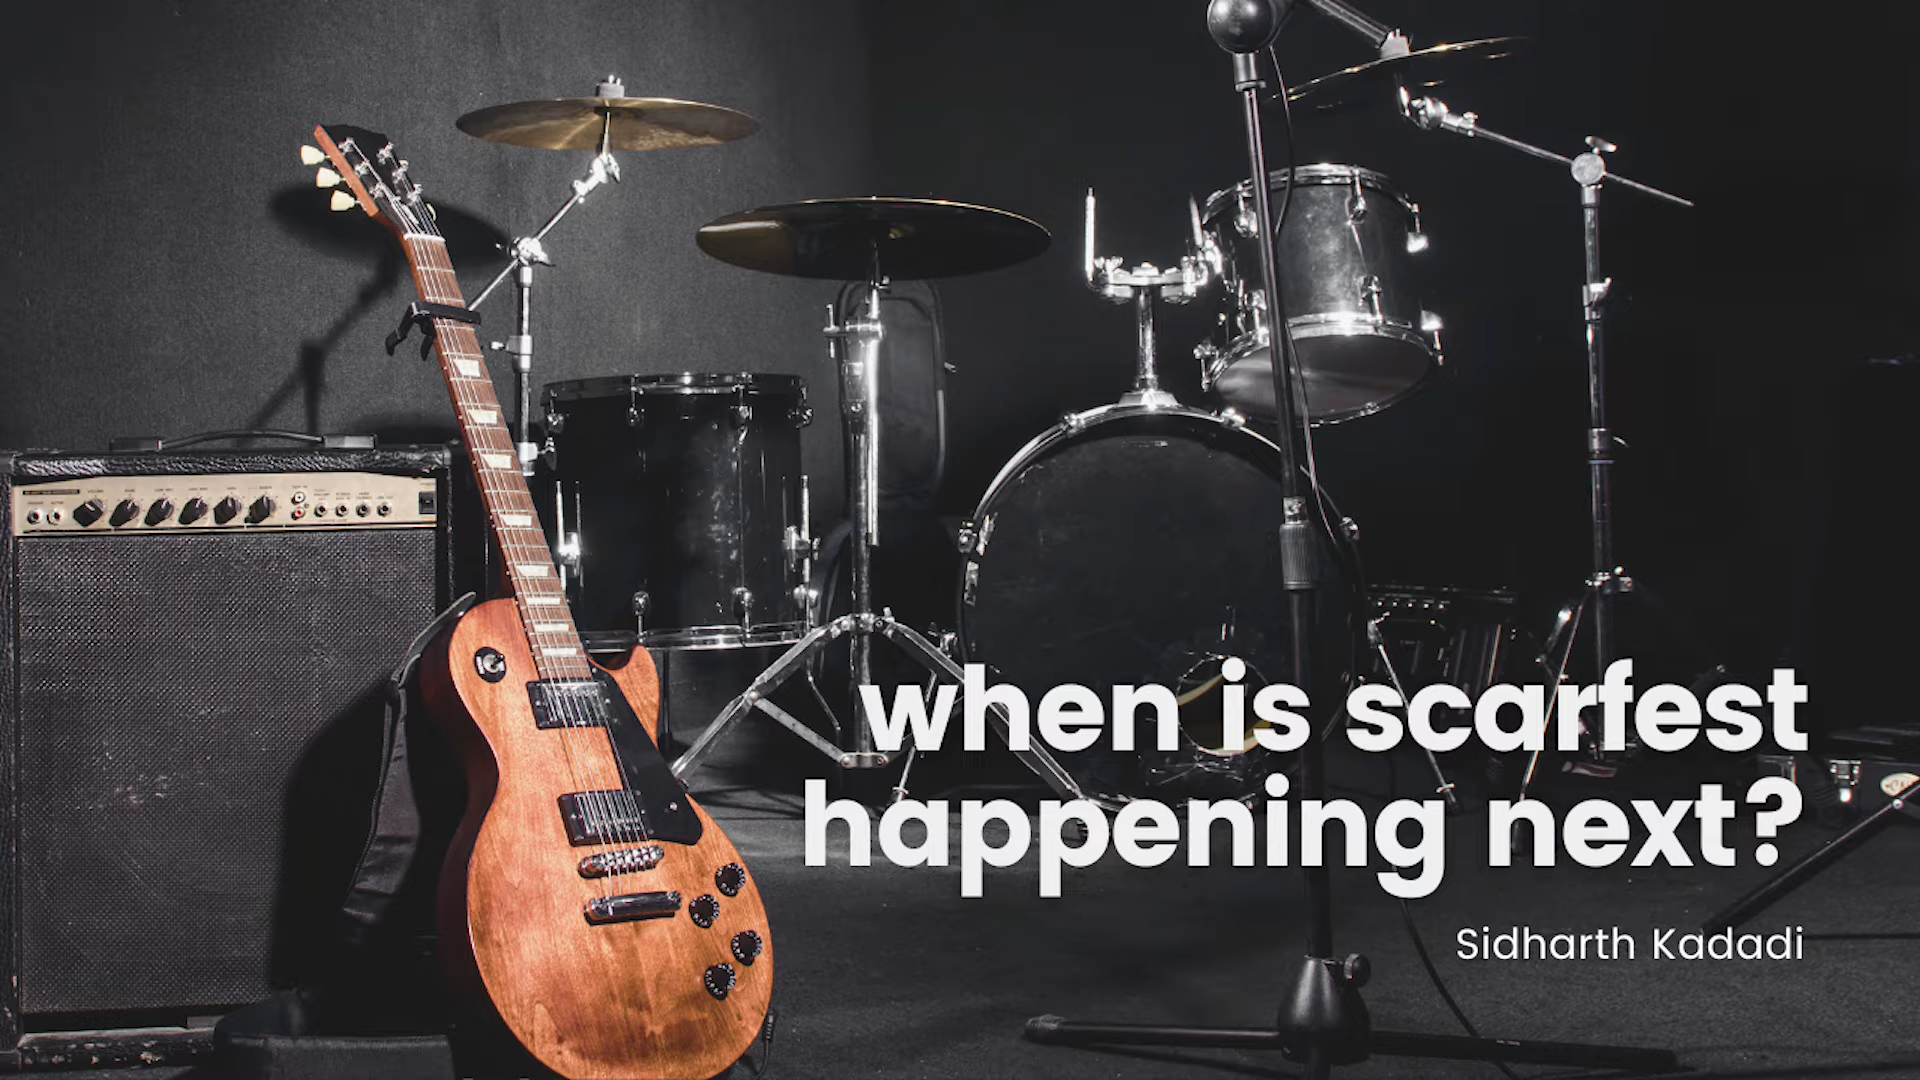 when is scarfest
happening next?
Sidharth Kadadi